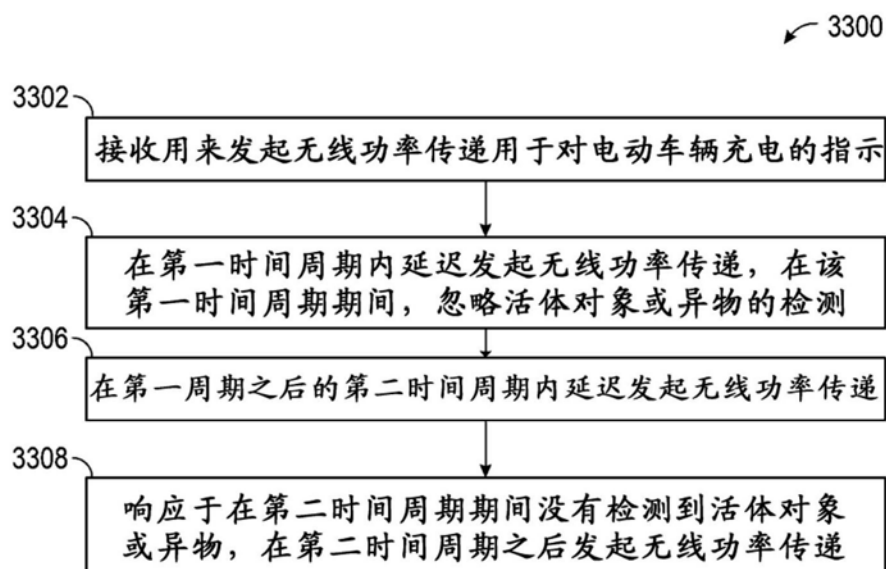 3300
3302
接收用来发起无线功率传递用于对电动车辆充电的指示
3304
在第一时间周期内延迟发起无线功率传递，在该
第一时间周期期间，忽略活体对象或异物的检测
3306
在第一周期之后的第二时间周期内延迟发起无线功率传递
3308
响应于在第二时间周期期间没有检测到活体对象
或异物，在第二时间周期之后发起无线功率传递